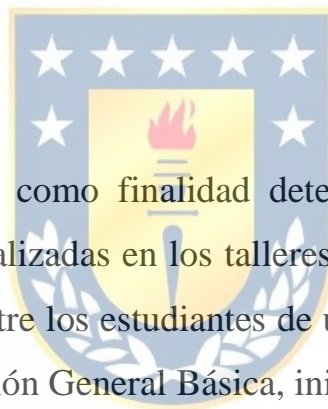 como finalidad dete
alizadas en los talleres
tre los estudiantes de u
ón General Básica, ini